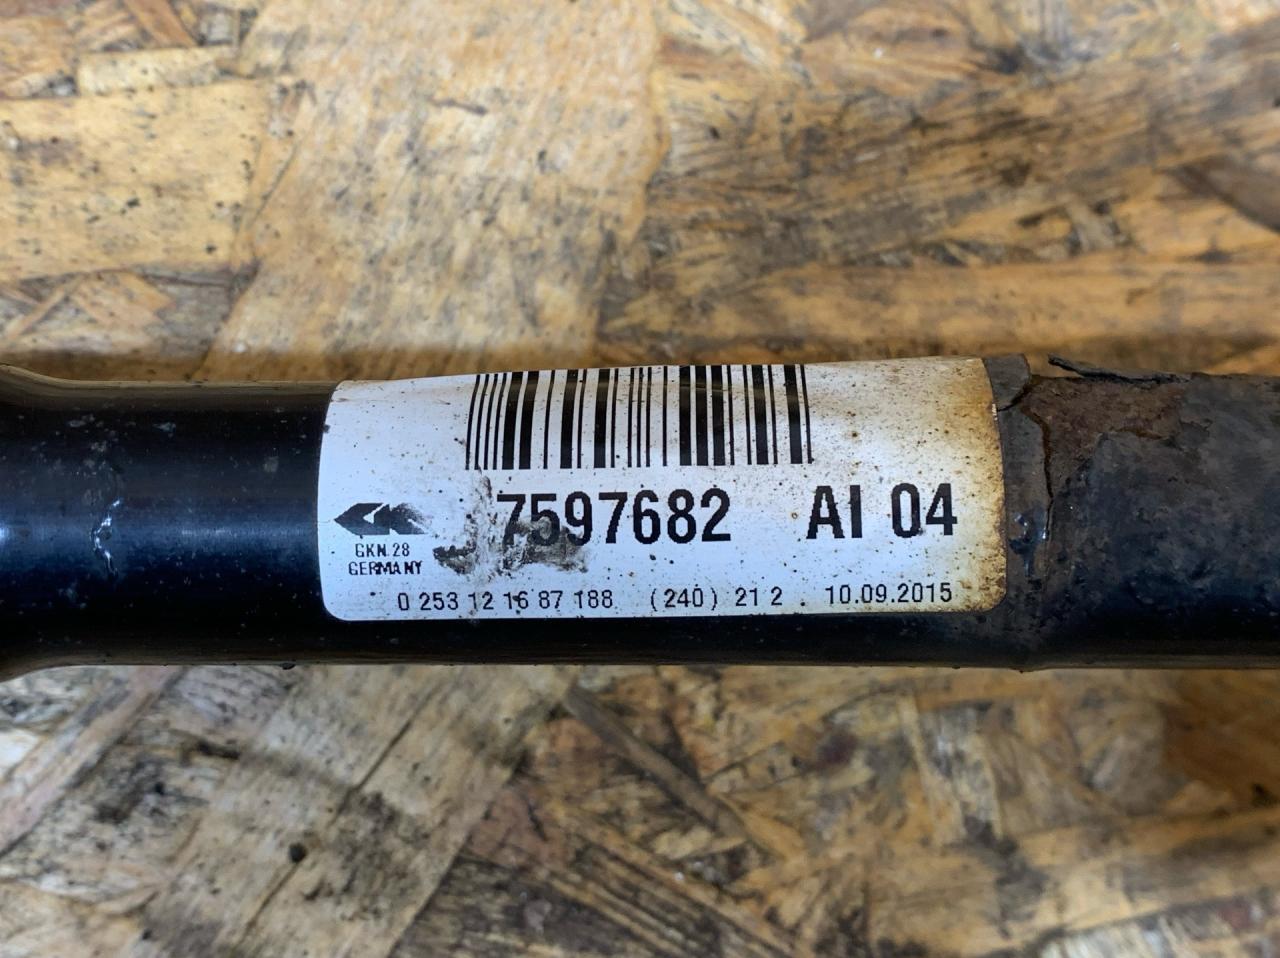 7597682 AI 04
GKN.28
GERMANY
0 253 12 16 87 188 (240) 21 2 . 10.09.2015